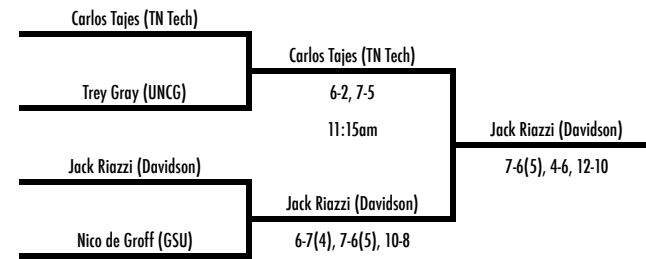 Carlos Tajes (TN Tech)
Trey Gray (UNCG)
Carlos Tajes (TN Tech)
6-2, 7-5
11:15am
Jack Riazzi (Davidson)
Nico de Groff (GSU)
Jack Riazzi (Davidson)
6-7(4), 7-6(5), 10-8
Jack Riazzi (Davidson)
7-6(5), 4-6, 12-10